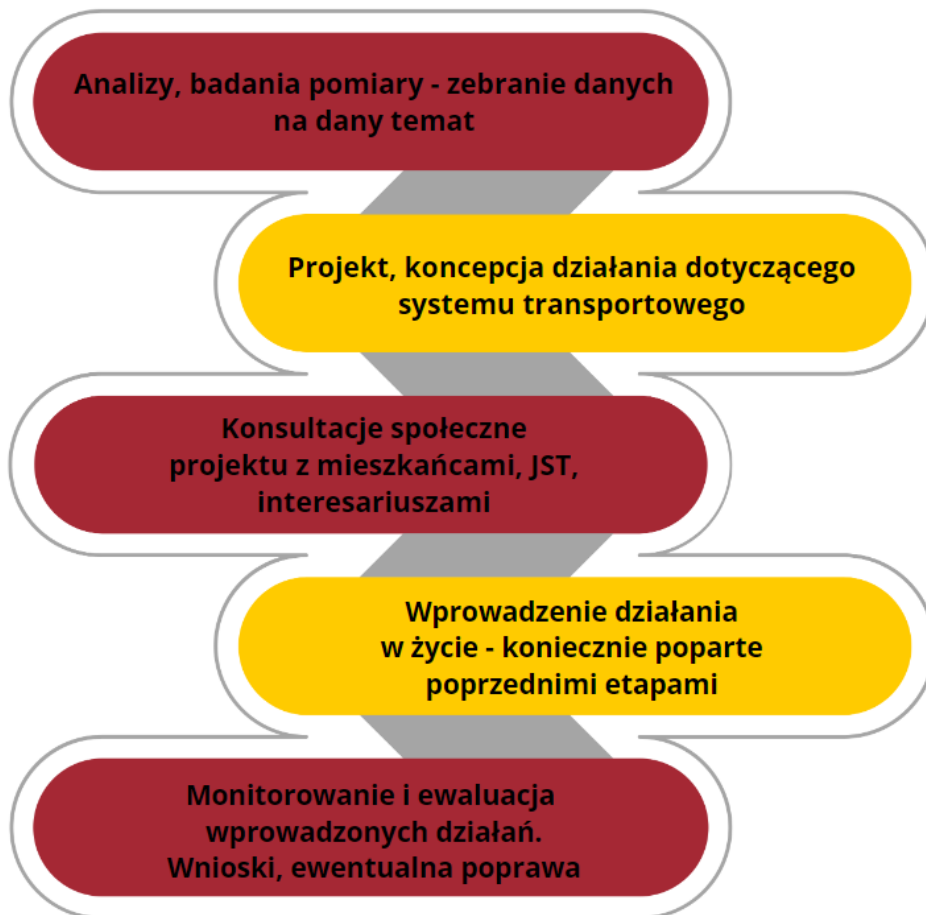 Analizy, badania pomiary - zebranie danych
na dany temat
Projekt, koncepcja działania dotyczącego
systemu transportowego
Konsultacje społeczne
projektu z mieszkańcami, JST,
interesariuszami
Wprowadzenie działania
w życie - koniecznie poparte
poprzednimi etapami
Monitorowanie i ewaluacja
wprowadzonych działań.
Wnioski, ewentualna poprawa